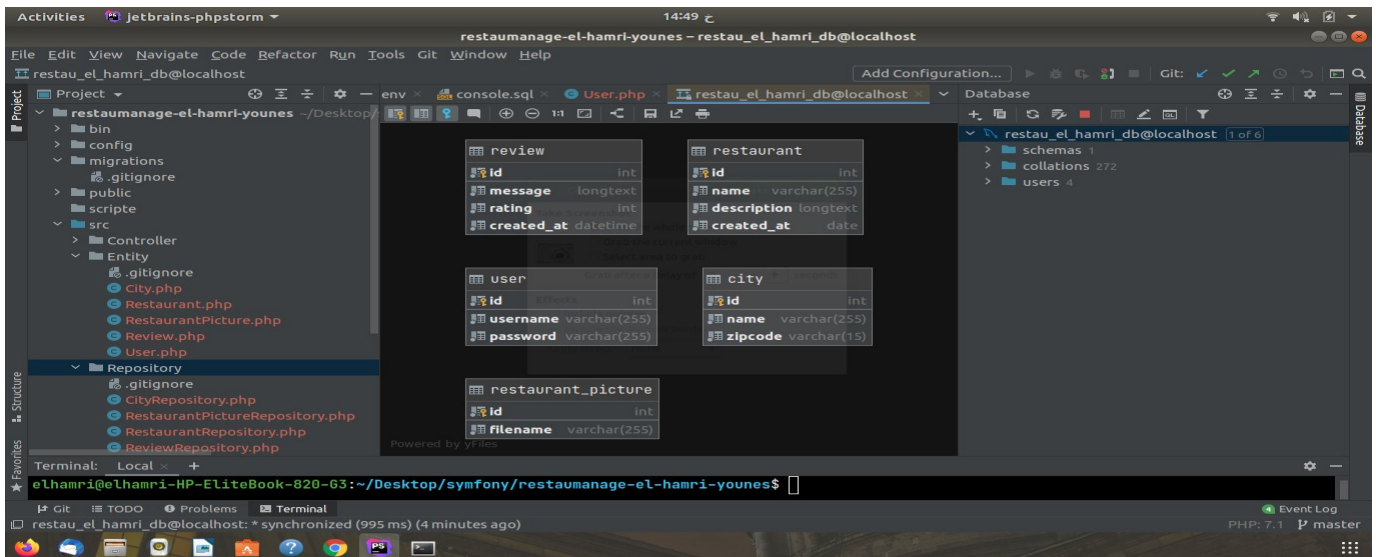 Activities jetbrains-phpstorm 14:49 ح
restaumanage-el-hamri-younes – restau_el_hamri_db@localhost
File Edit View Navigate Code Refactor Run Tools Git Window Help
restau_el_hamri_db@localhost Add Configuration... Git:
Project env console.sql User.php restau_el_hamri_db@localhost Database
Project
Structure
Favorites
Database
restaumanage-el-hamri-younes ~/Desktop/
bin
config
migrations
.gitignore
public
scripte
src
Controller
Entity
.gitignore
City.php
Restaurant.php
RestaurantPicture.php
Review.php
User.php
Repository
.gitignore
CityRepository.php
RestaurantPictureRepository.php
RestaurantRepository.php
ReviewRepository.php
1:1
review
id int
message longtext
rating int
created_at datetime
restaurant
id int
name varchar(255)
description longtext
created_at date
user
id int
username varchar(255)
password varchar(255)
city
id int
name varchar(255)
zipcode varchar(15)
restaurant_picture
id int
filename varchar(255)
Powered by yFiles
restau_el_hamri_db@localhost 1 of 6
schemas 1
collations 272
users 4
Terminal: Local
elhamri@elhamri-HP-EliteBook-820-G3:~/Desktop/symfony/restaumanage-el-hamri-younes$
Git TODO Problems Terminal Event Log
restau_el_hamri_db@localhost: * synchronized (995 ms) (4 minutes ago) PHP: 7.1 master